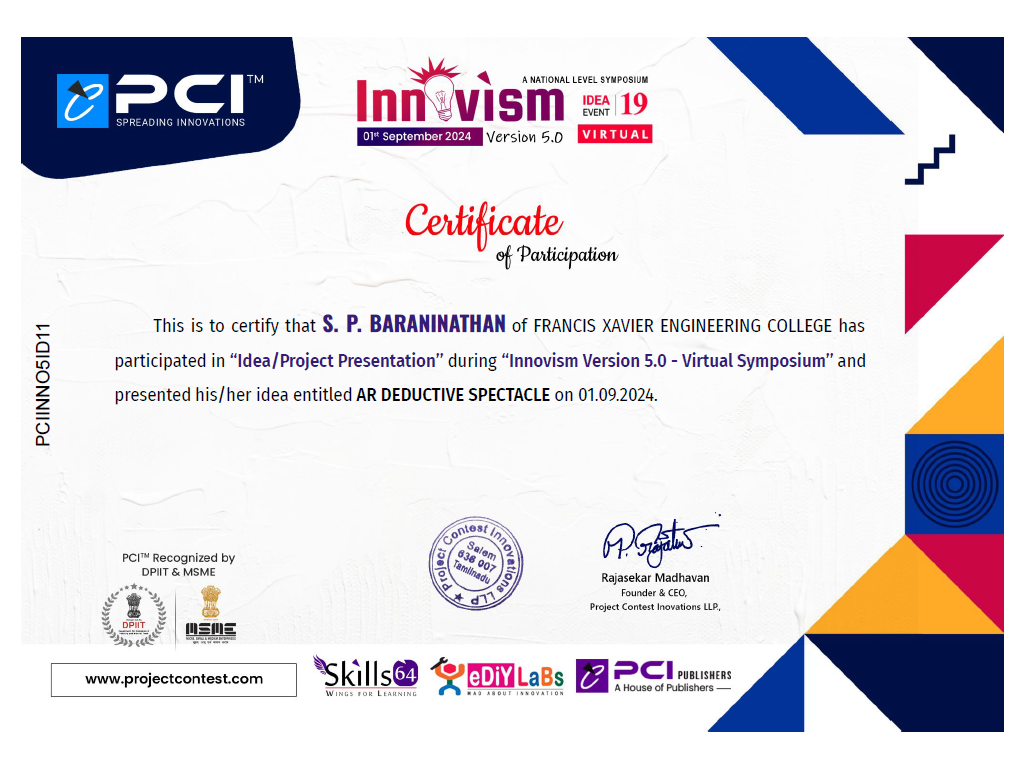 PCI™
SPREADING INNOVATIONS
A NATIONAL LEVEL SYMPOSIUM
Innovism
IDEA EVENT 19
01st September 2024 Version 5.0
VIRTUAL
Certificate
of Participation
This is to certify that S. P. BARANINATHAN of FRANCIS XAVIER ENGINEERING COLLEGE has
participated in “Idea/Project Presentation” during “Innovism Version 5.0 - Virtual Symposium” and
presented his/her idea entitled AR DEDUCTIVE SPECTACLE on 01.09.2024.
PCIINNO5ID11
PCI™ Recognized by
DPIIT & MSME
DPIIT
MSME
Project Contest Innovations LLP
Salem
636 007
Tamilnadu
Rajasekar Madhavan
Founder & CEO,
Project Contest Inovations LLP,
www.projectcontest.com
Skills64
WINGS FOR LEARNING
eDiY LaBs
MAD ABOUT INNOVATION
PCI PUBLISHERS
A House of Publishers